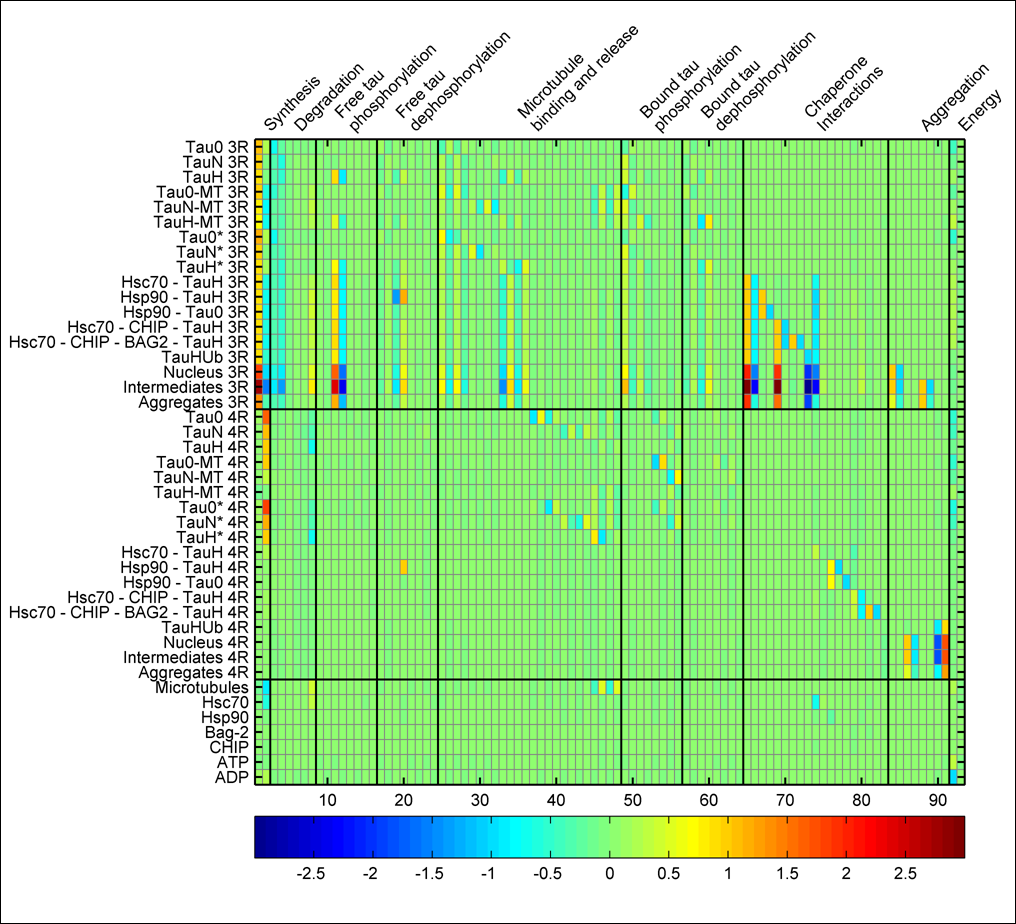 Synthesis
Degradation
Free tau
phosphorylation
Free tau
dephosphorylation
Microtubule
binding and release
Bound tau
phosphorylation
Bound tau
dephosphorylation
Chaperone
Interactions
Aggregation
Energy
Tau0 3R
TauN 3R
TauH 3R
Tau0-MT 3R
TauN-MT 3R
TauH-MT 3R
Tau0* 3R
TauN* 3R
TauH* 3R
Hsc70 - TauH 3R
Hsp90 - TauH 3R
Hsp90 - Tau0 3R
Hsc70 - CHIP - TauH 3R
Hsc70 - CHIP - BAG2 - TauH 3R
TauHUb 3R
Nucleus 3R
Intermediates 3R
Aggregates 3R
Tau0 4R
TauN 4R
TauH 4R
Tau0-MT 4R
TauN-MT 4R
TauH-MT 4R
Tau0* 4R
TauN* 4R
TauH* 4R
Hsc70 - TauH 4R
Hsp90 - TauH 4R
Hsp90 - Tau0 4R
Hsc70 - CHIP - TauH 4R
Hsc70 - CHIP - BAG2 - TauH 4R
TauHUb 4R
Nucleus 4R
Intermediates 4R
Aggregates 4R
Microtubules
Hsc70
Hsp90
Bag-2
CHIP
ATP
ADP
10 20 30 40 50 60 70 80 90
-2.5 -2 -1.5 -1 -0.5 0 0.5 1 1.5 2 2.5